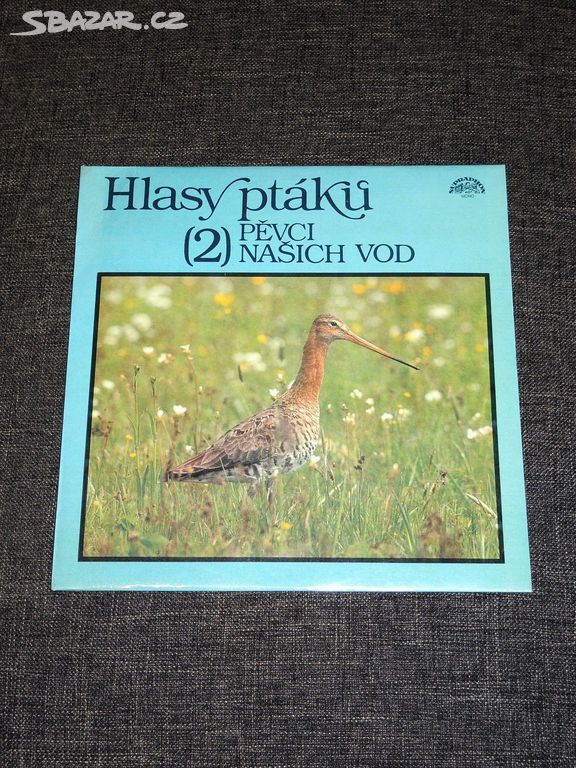 SBAZAR.CZ
Hlasy ptáků
(2) PĚVCI
NAŠICH VOD
SUPRAPHON
MONO